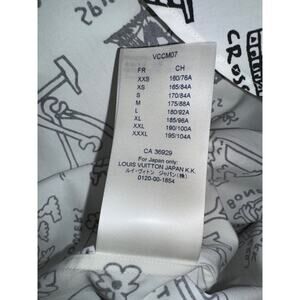 VCCM07
FR CH
XXS 160/76A
XS 165/84A
S 170/84A
M 175/88A
L 180/92A
XL 185/96A
XXL 190/100A
XXXL 195/104A
CA 36929
For Japan only:
LOUIS VUITTON JAPAN K.K.
ルイ・ヴィトン ジャパン(株)
0120-00-1854